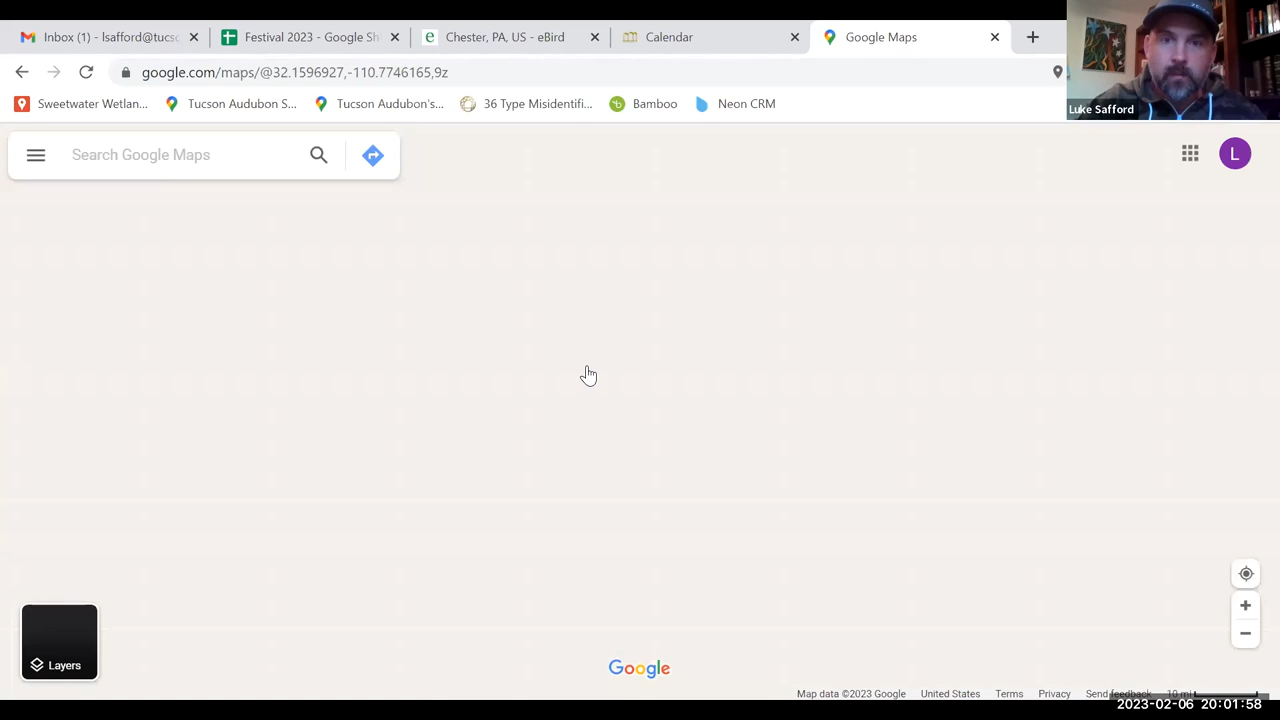 Inbox (1) - lsafford@tucso
Festival 2023 - Google Sh
Chester, PA, US - eBird
Calendar
Google Maps
google.com/maps/@32.1596927,-110.7746165,9z
Luke Safford
Sweetwater Wetlan...
Tucson Audubon S...
Tucson Audubon's...
36 Type Misidentifi...
Bamboo
Neon CRM
Search Google Maps
L
Layers
Google
Map data ©2023 Google
United States
Terms
Privacy
Send feedback
10 mi
2023-02-06 20:01:58